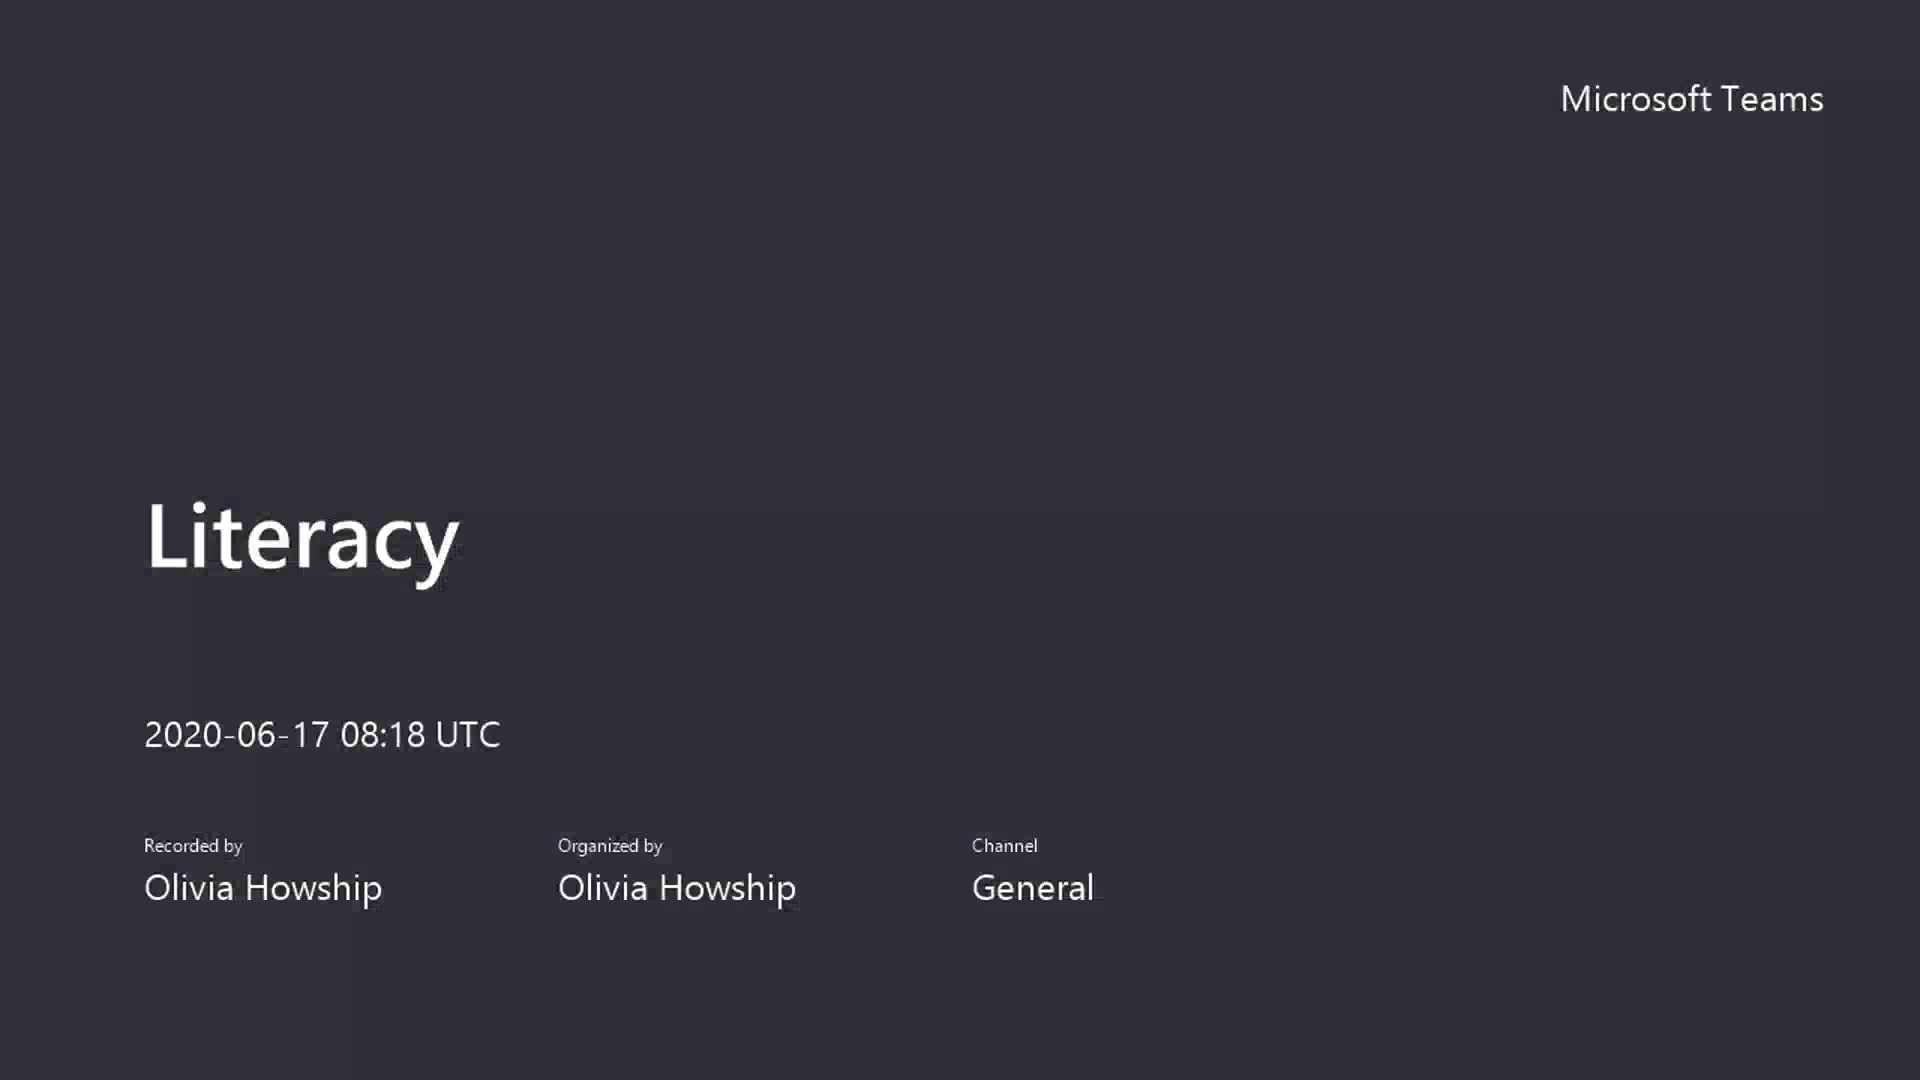 Microsoft Teams
Literacy
2020-06-17 08:18 UTC
Recorded by
Olivia Howship
Organized by
Olivia Howship
Channel
General